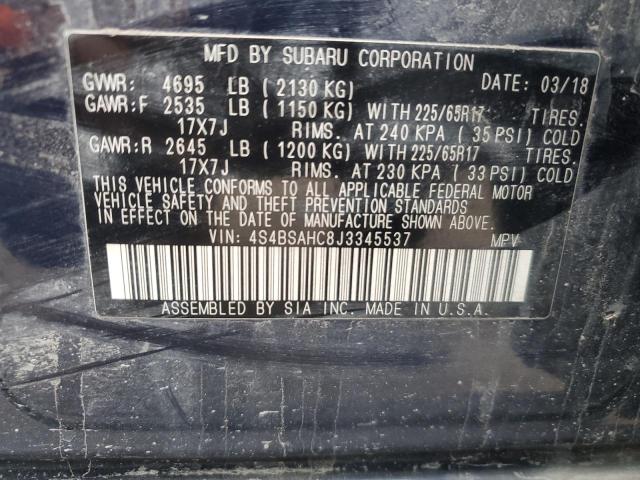 MFD BY SUBARU CORPORATION
GVWR: 4695 LB (2130 KG) DATE: 03/18
GAWR:F 2535 LB (1150 KG) WITH 225/65R17 TIRES.
17X7J RIMS. AT 240 KPA (35PSI) COLD
GAWR:R 2645 LB (1200 KG) WITH 225/65R17 TIRES.
17X7J RIMS. AT 230 KPA (33 PSI) COLD
THIS VEHICLE CONFORMS TO ALL APPLICABLE FEDERAL MOTOR
VEHICLE SAFETY AND THEFT PREVENTION STANDARDS
IN EFFECT ON THE DATE OF MANUFACTURE SHOWN ABOVE.
VIN: 4S4BSAHC8J3345537 MPV
ASSEMBLED BY SIA INC. MADE IN U.S.A.